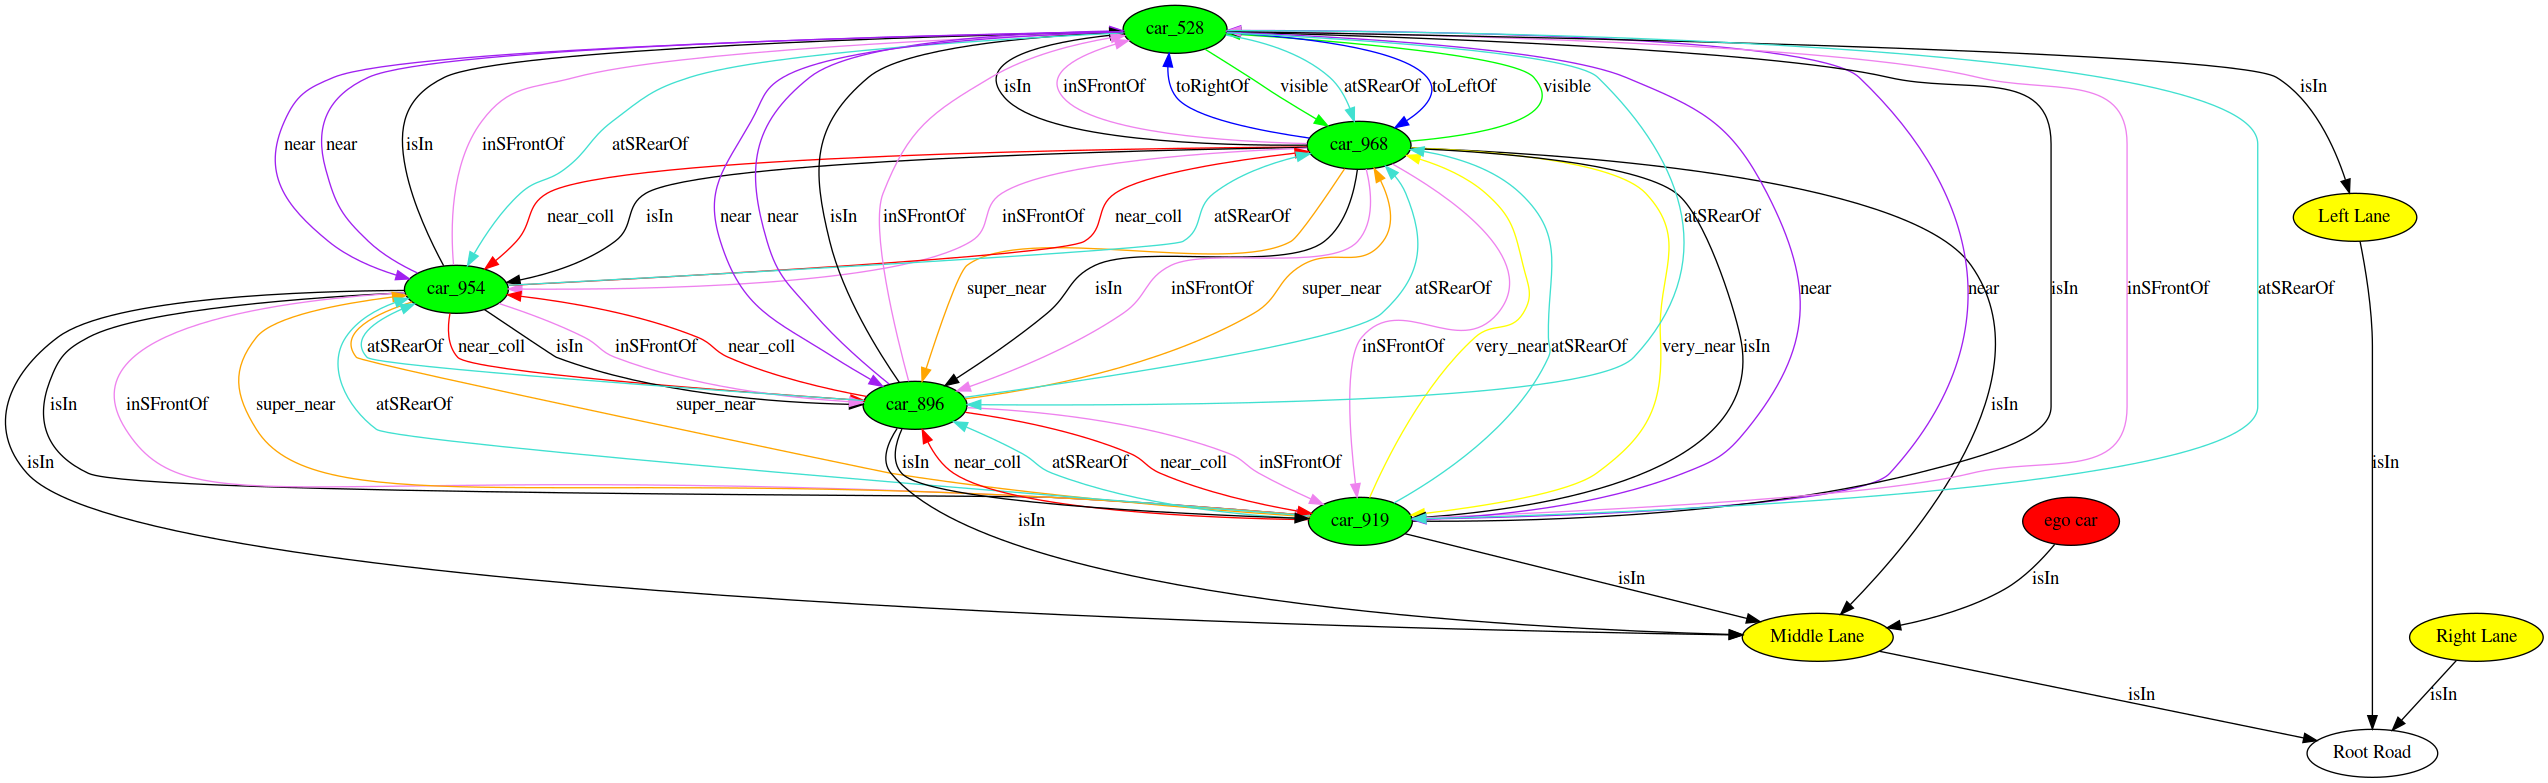 car_528
isIn
inSFrontOf
toRightOf
visible
atSRearOf
toLeftOf
visible
isIn
near
near
isIn
inSFrontOf
atSRearOf
car_968
near_coll
isIn
near
near
isIn
inSFrontOf
inSFrontOf
near_coll
atSRearOf
atSRearOf
Left Lane
car_954
super_near
isIn
inSFrontOf
super_near
atSRearOf
near
near
isIn
inSFrontOf
atSRearOf
atSRearOf
near_coll
isIn
inSFrontOf
near_coll
inSFrontOf
very_near
atSRearOf
very_near
isIn
isIn
inSFrontOf
super_near
atSRearOf
super_near
car_896
isIn
isIn
isIn
near_coll
atSRearOf
near_coll
inSFrontOf
isIn
car_919
ego car
isIn
isIn
isIn
Middle Lane
Right Lane
isIn
isIn
Root Road